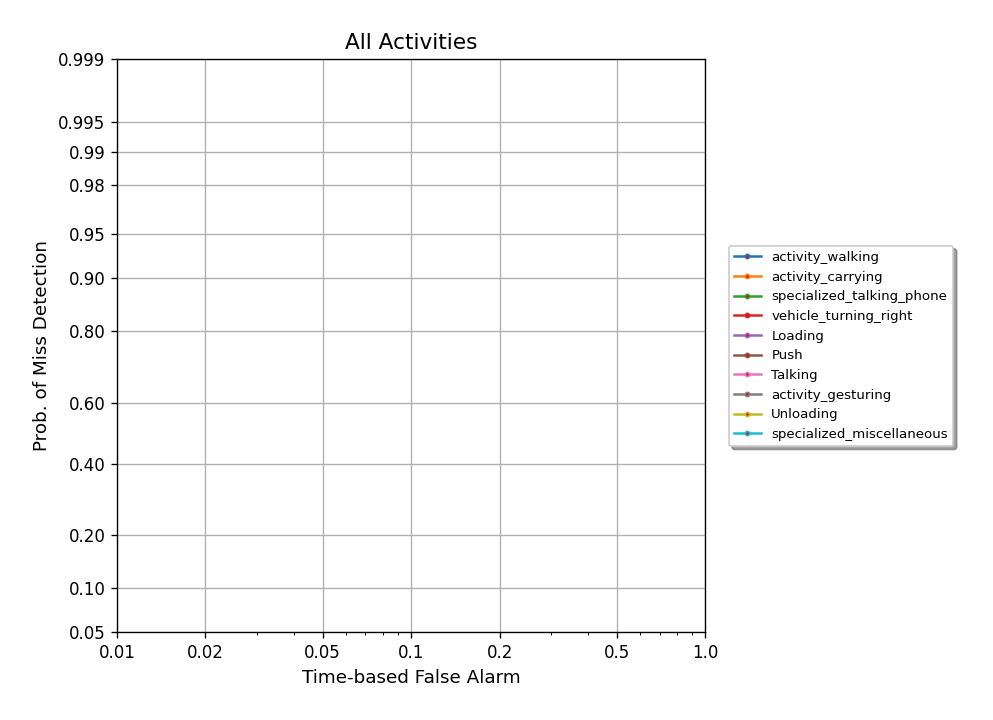 All Activities
0.999
0.995
0.99
0.98
0.95
0.90
0.80
0.60
0.40
0.20
0.10
0.05
Prob. of Miss Detection
0.01 0.02 0.05 0.1 0.2 0.5 1.0
Time-based False Alarm
activity_walking
activity_carrying
specialized_talking_phone
vehicle_turning_right
Loading
Push
Talking
activity_gesturing
Unloading
specialized_miscellaneous